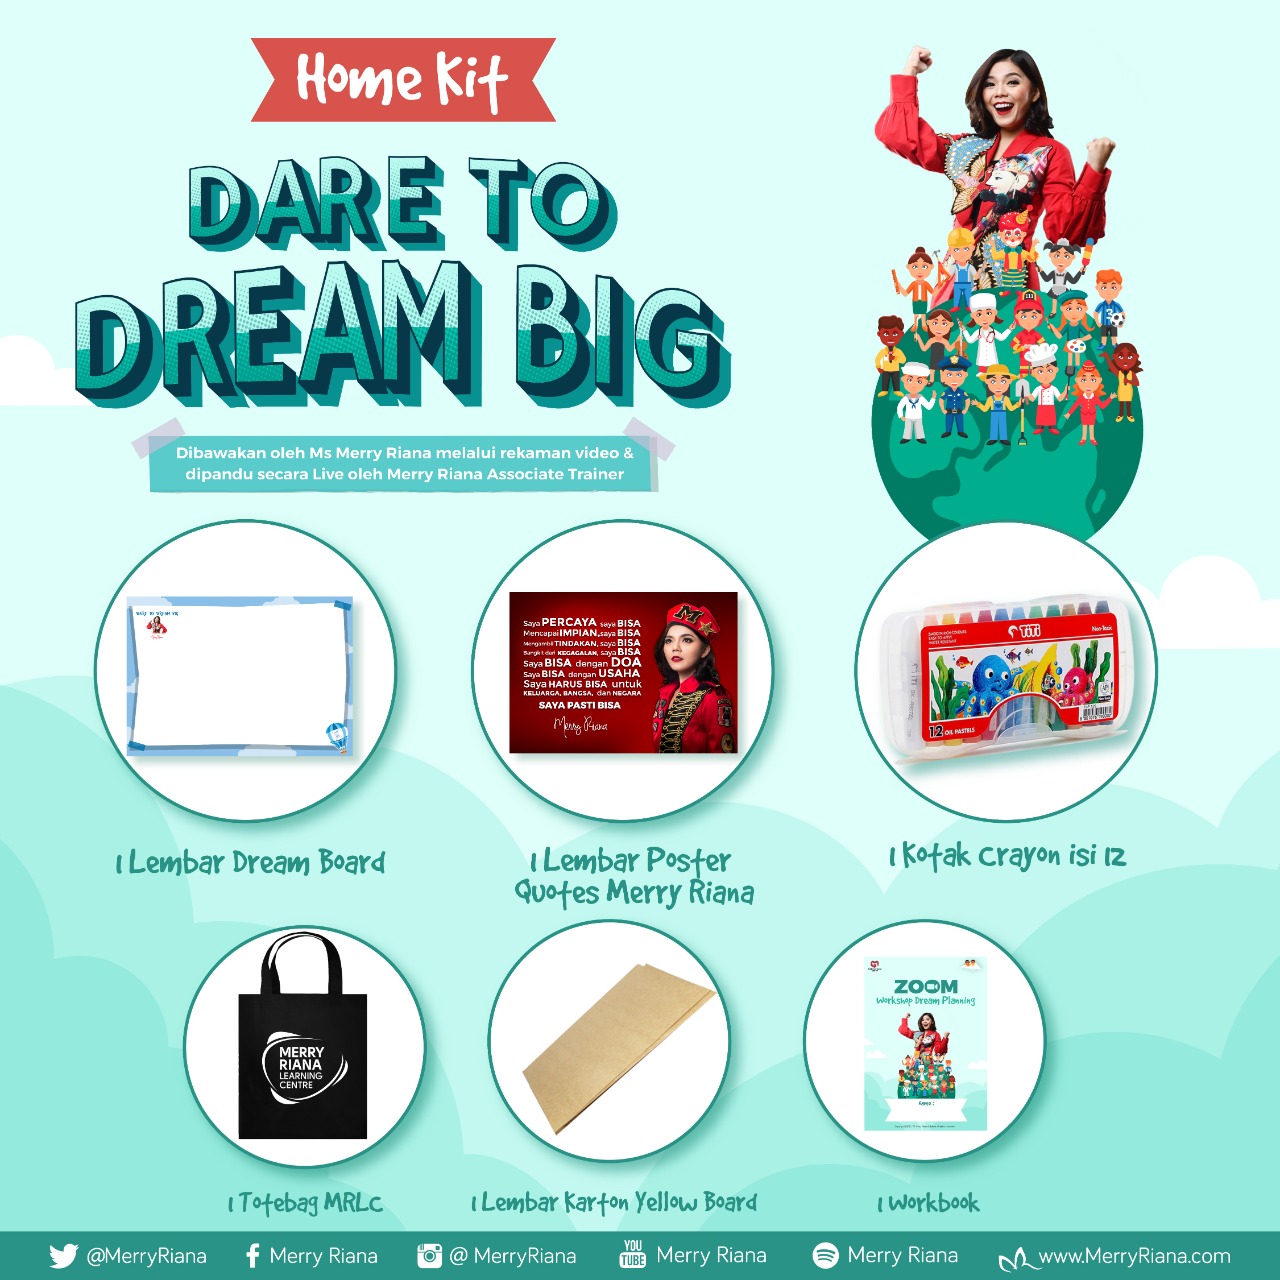 Home Kit
DARE TO
DREAM BIG
Dibawakan oleh Ms Merry Riana melalui rekaman video &
dipandu secara Live oleh Merry Riana Associate Trainer
Saya PERCAYA saya BISA
Mencapai IMPIAN, saya BISA
Mengambil TINDAKAN, saya BISA
Bangkit dari KEGAGALAN, saya BISA
Saya BISA dengan DOA
Saya BISA dengan USAHA
Saya HARUS BISA untuk
KELUARGA, BANGSA, dan NEGARA
SAYA PASTI BISA
Merry Riana
TiTi
12 OIL PASTELS
1 Lembar Dream Board
1 Lembar Poster
Quotes Merry Riana
1 Kotak Crayon isi 12
MERRY
RIANA
LEARNING
CENTRE
ZOOM
Workshop Dream Planning
1 Totebag MRLC
1 Lembar Karton Yellow Board
1 Workbook
@MerryRiana
Merry Riana
@ MerryRiana
YOU
TUBE
Merry Riana
Merry Riana
www.MerryRiana.com